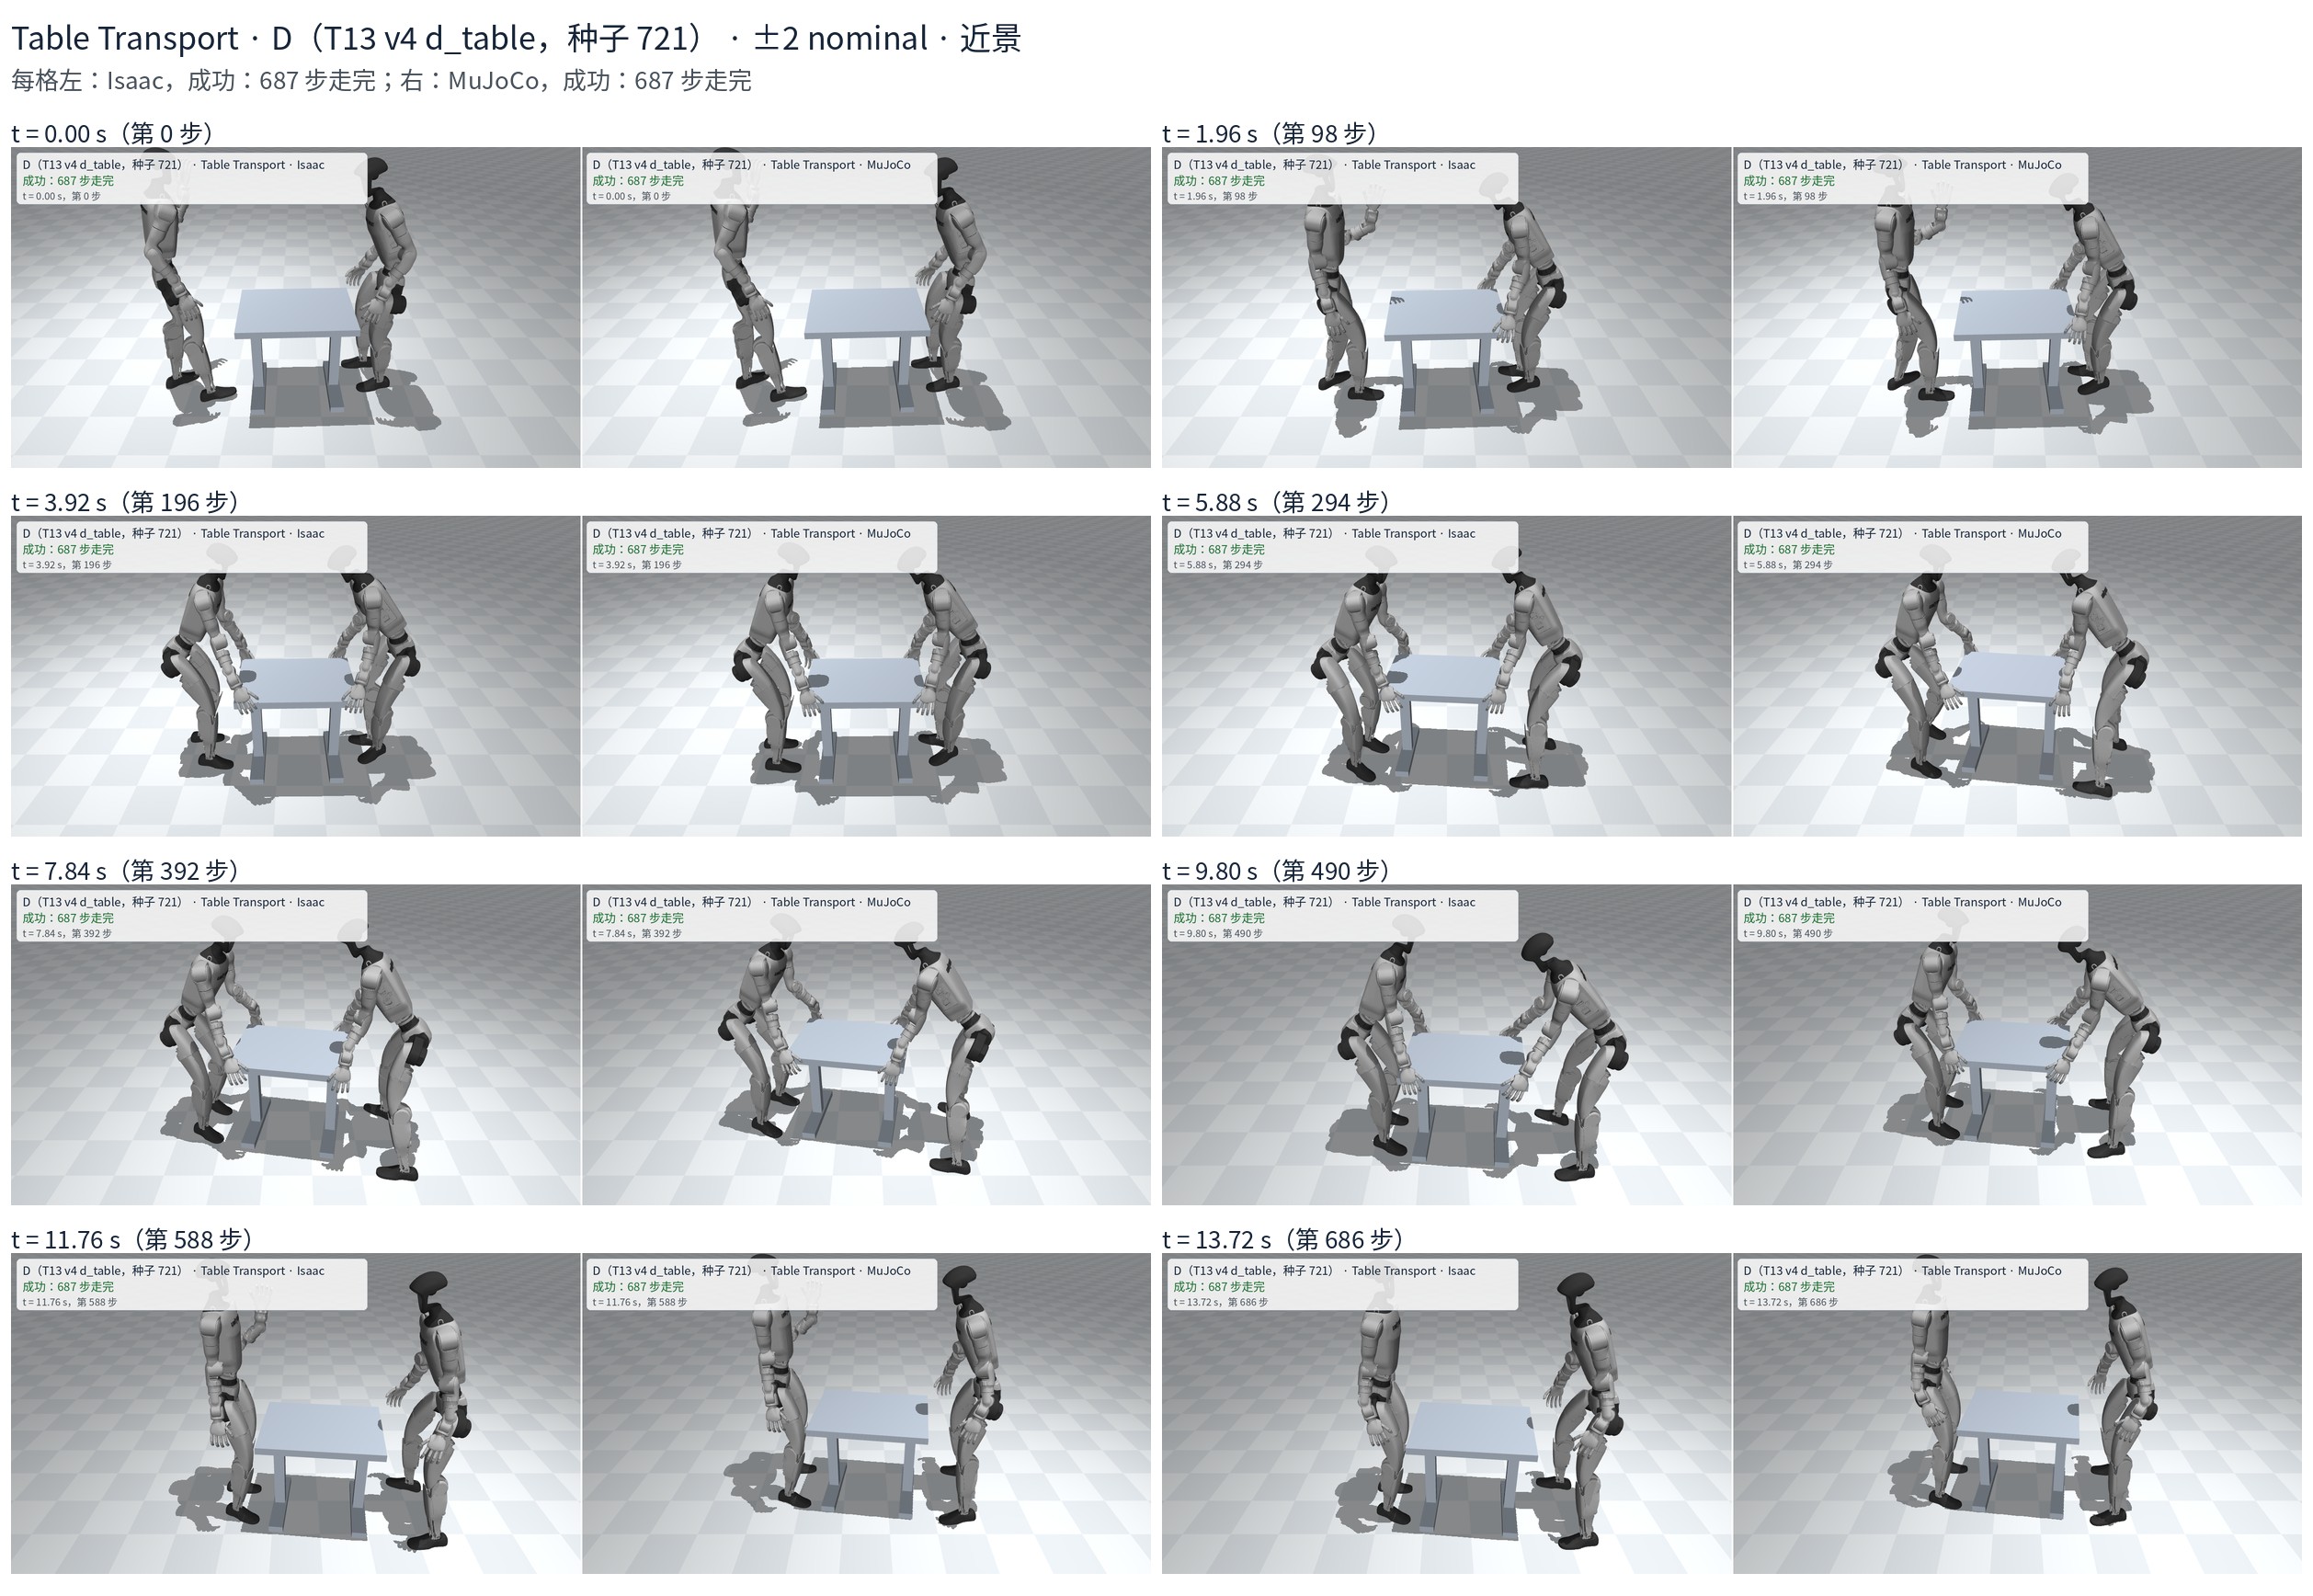 Table Transport · D（T13 v4 d_table，种子 721） · ±2 nominal · 近景
每格左：Isaac，成功：687 步走完；右：MuJoCo，成功：687 步走完
t = 0.00 s（第 0 步）
D（T13 v4 d_table，种子 721） · Table Transport · Isaac
成功：687 步走完
t = 0.00 s，第 0 步
D（T13 v4 d_table，种子 721） · Table Transport · MuJoCo
成功：687 步走完
t = 0.00 s，第 0 步
t = 1.96 s（第 98 步）
D（T13 v4 d_table，种子 721） · Table Transport · Isaac
成功：687 步走完
t = 1.96 s，第 98 步
D（T13 v4 d_table，种子 721） · Table Transport · MuJoCo
成功：687 步走完
t = 1.96 s，第 98 步
t = 3.92 s（第 196 步）
D（T13 v4 d_table，种子 721） · Table Transport · Isaac
成功：687 步走完
t = 3.92 s，第 196 步
D（T13 v4 d_table，种子 721） · Table Transport · MuJoCo
成功：687 步走完
t = 3.92 s，第 196 步
t = 5.88 s（第 294 步）
D（T13 v4 d_table，种子 721） · Table Transport · Isaac
成功：687 步走完
t = 5.88 s，第 294 步
D（T13 v4 d_table，种子 721） · Table Transport · MuJoCo
成功：687 步走完
t = 5.88 s，第 294 步
t = 7.84 s（第 392 步）
D（T13 v4 d_table，种子 721） · Table Transport · Isaac
成功：687 步走完
t = 7.84 s，第 392 步
D（T13 v4 d_table，种子 721） · Table Transport · MuJoCo
成功：687 步走完
t = 7.84 s，第 392 步
t = 9.80 s（第 490 步）
D（T13 v4 d_table，种子 721） · Table Transport · Isaac
成功：687 步走完
t = 9.80 s，第 490 步
D（T13 v4 d_table，种子 721） · Table Transport · MuJoCo
成功：687 步走完
t = 9.80 s，第 490 步
t = 11.76 s（第 588 步）
D（T13 v4 d_table，种子 721） · Table Transport · Isaac
成功：687 步走完
t = 11.76 s，第 588 步
D（T13 v4 d_table，种子 721） · Table Transport · MuJoCo
成功：687 步走完
t = 11.76 s，第 588 步
t = 13.72 s（第 686 步）
D（T13 v4 d_table，种子 721） · Table Transport · Isaac
成功：687 步走完
t = 13.72 s，第 686 步
D（T13 v4 d_table，种子 721） · Table Transport · MuJoCo
成功：687 步走完
t = 13.72 s，第 686 步